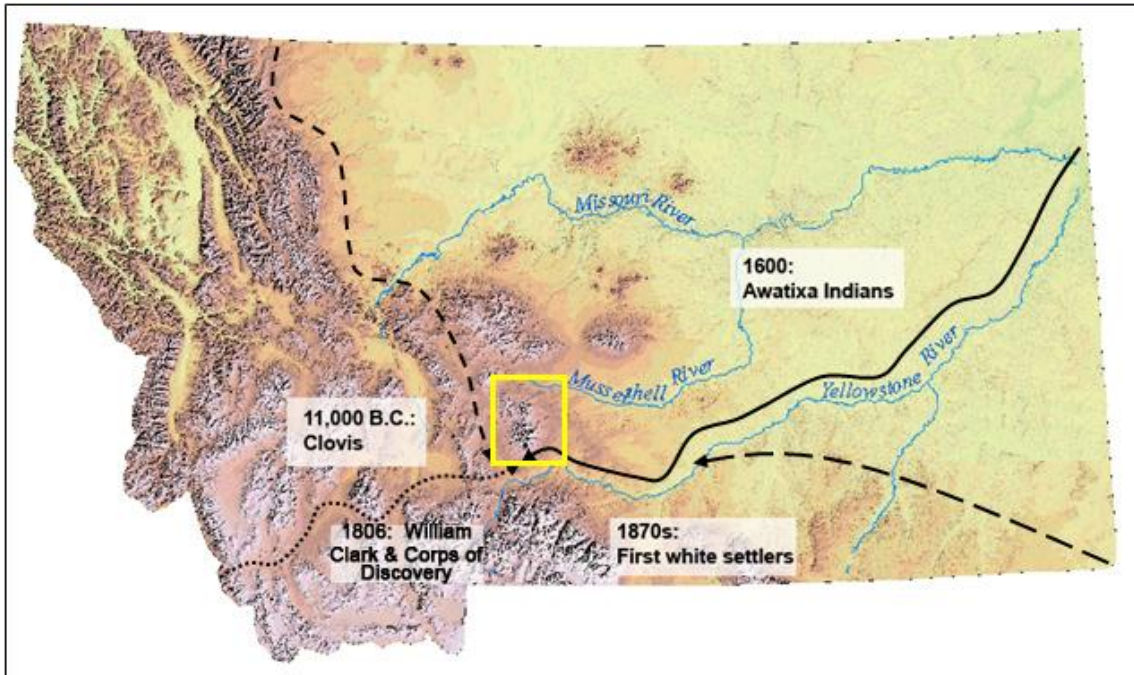 Missouri River
1600:
Awatixa Indians
Musselshell River
Yellowstone River
11,000 B.C.:
Clovis
1806: William
Clark & Corps of
Discovery
1870s:
First white settlers